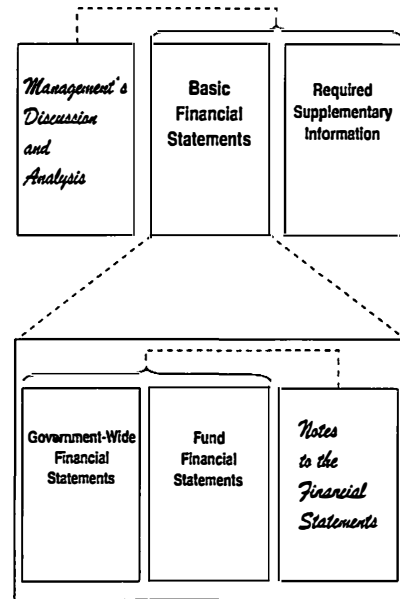 Management's
Discussion
and
Analysis
Basic
Financial
Statements
Required
Supplementary
Information
Government-Wide
Financial
Statements
Fund
Financial
Statements
Notes
to the
Financial
Statements